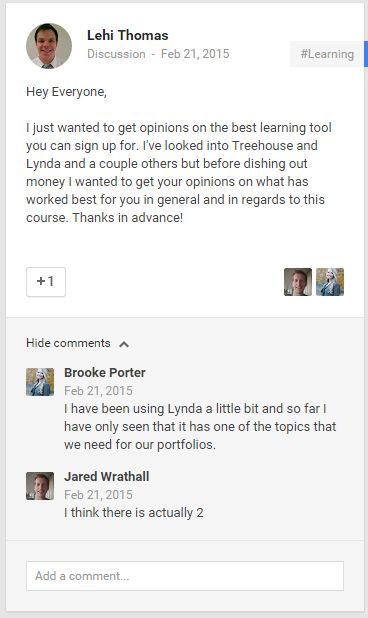 Lehi Thomas
Discussion - Feb 21, 2015
#Learning
Hey Everyone,
I just wanted to get opinions on the best learning tool
you can sign up for. I've looked into Treehouse and
Lynda and a couple others but before dishing out
money I wanted to get your opinions on what has
worked best for you in general and in regards to this
course. Thanks in advance!
+1
Hide comments
Brooke Porter
Feb 21, 2015
I have been using Lynda a little bit and so far I
have only seen that it has one of the topics that
we need for our portfolios.
Jared Wrathall
Feb 21, 2015
I think there is actually 2
Add a comment...